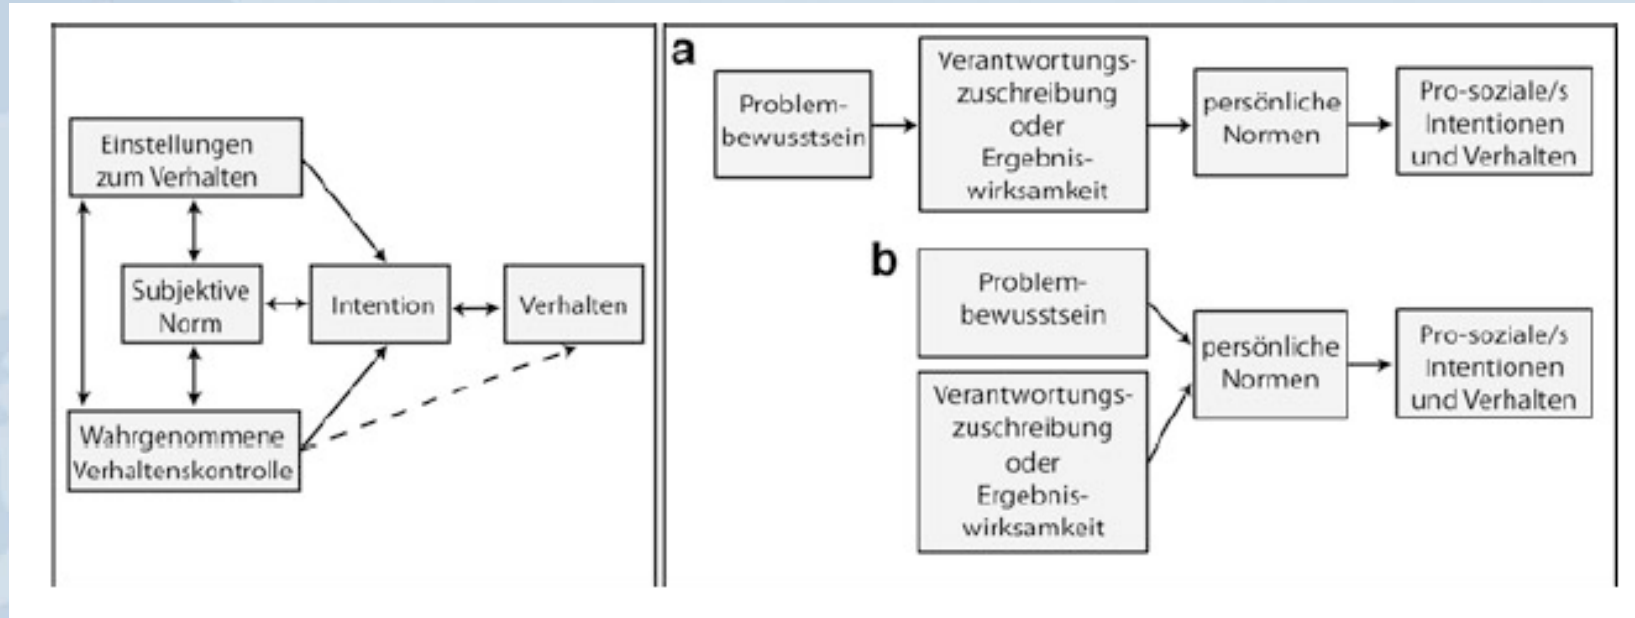 Einstellungen
zum Verhalten
Subjektive
Norm
Intention
Verhalten
Wahrgenommene
Verhaltenskontrolle
a
Problem-
bewusstsein
Verantwortungs-
zuschreibung
oder
Ergebnis-
wirksamkeit
persönliche
Normen
Pro-soziale/s
Intentionen
und Verhalten
b
Problem-
bewusstsein
Verantwortungs-
zuschreibung
oder
Ergebnis-
wirksamkeit
persönliche
Normen
Pro-soziale/s
Intentionen
und Verhalten